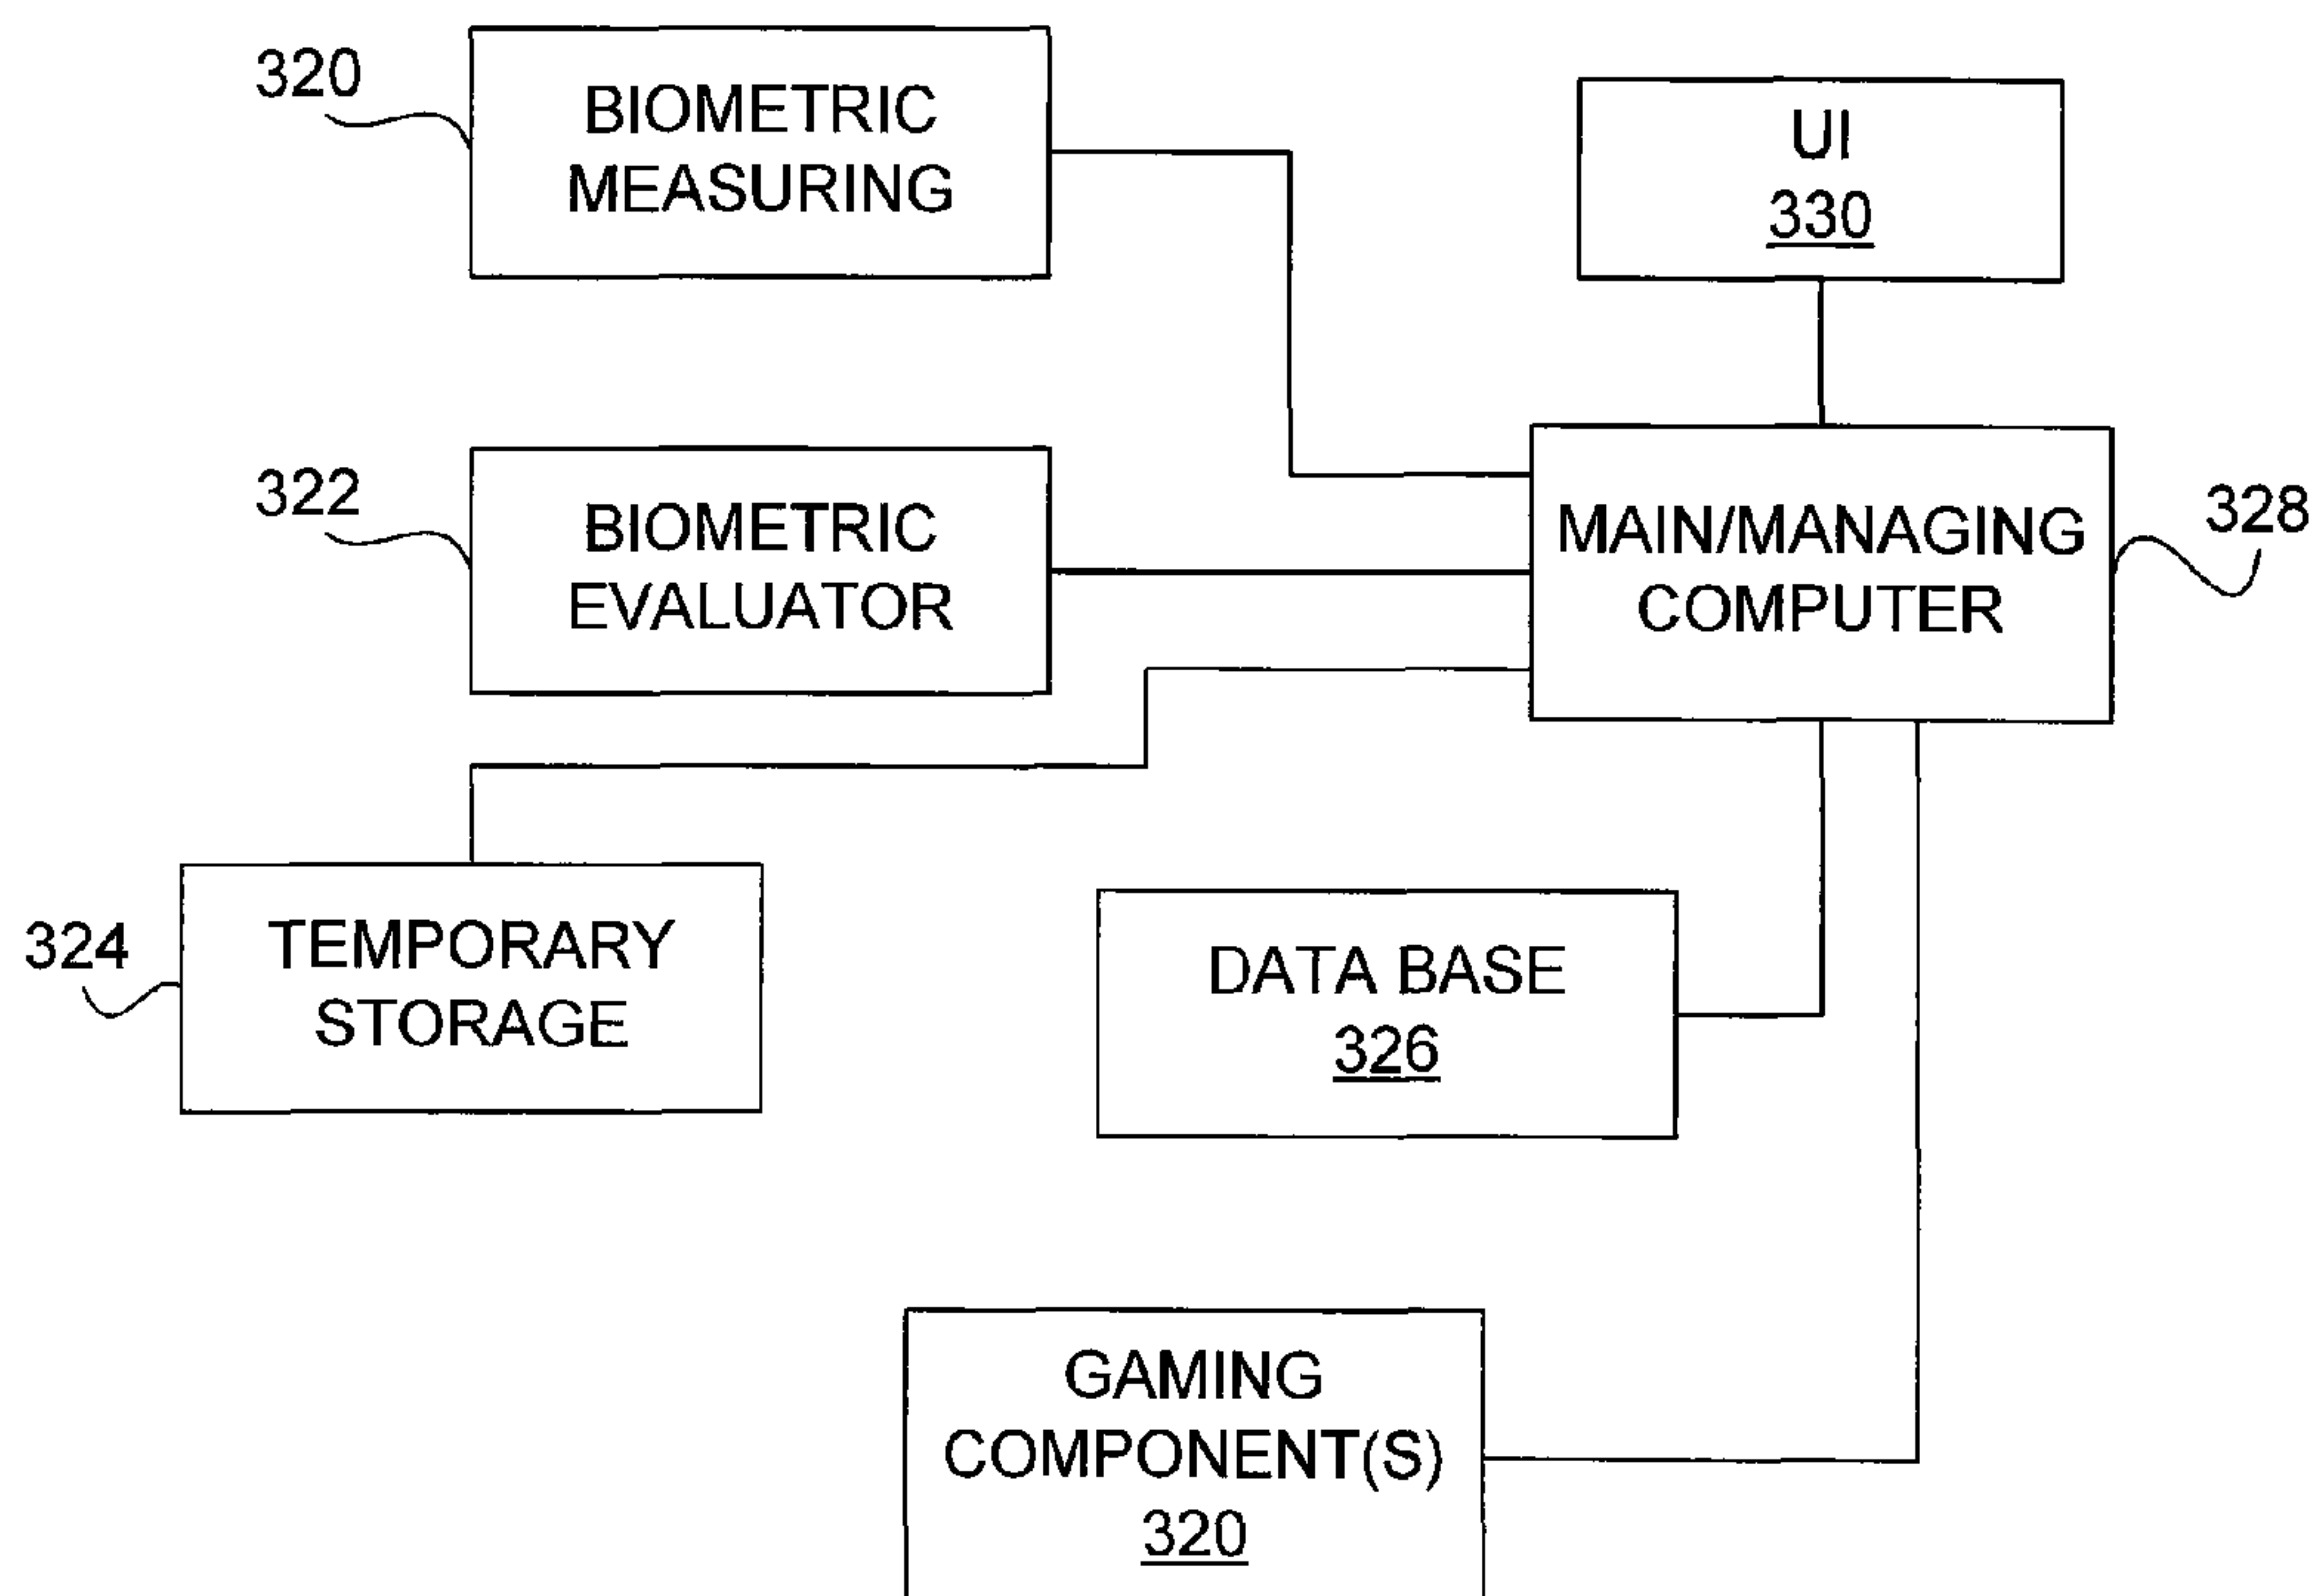 320
BIOMETRIC
MEASURING
UI
330
322
BIOMETRIC
EVALUATOR
MAIN/MANAGING
COMPUTER
328
324
TEMPORARY
STORAGE
DATA BASE
326
GAMING
COMPONENT(S)
320